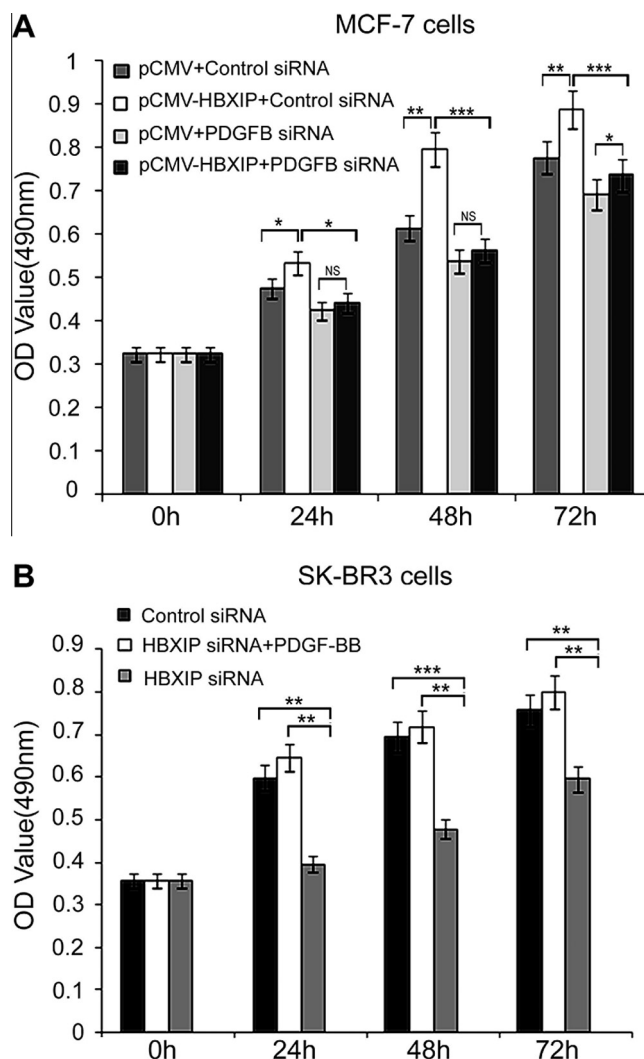 A
MCF-7 cells
pCMV+Control siRNA
pCMV-HBXIP+Control siRNA
pCMV+PDGFB siRNA
pCMV-HBXIP+PDGFB siRNA
OD Value(490nm)
1
0.9
0.8
0.7
0.6
0.5
0.4
0.3
0.2
0.1
0
* * NS
** *** NS
** *** *
0h 24h 48h 72h
B
SK-BR3 cells
Control siRNA
HBXIP siRNA+PDGF-BB
HBXIP siRNA
OD Value(490nm)
0.9
0.8
0.7
0.6
0.5
0.4
0.3
0.2
0.1
0
** **
*** **
** **
0h 24h 48h 72h